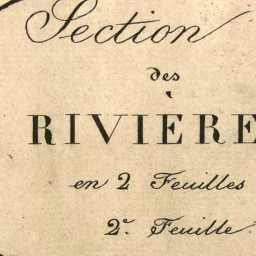 Section
des
RIVIÈRE
en 2 Feuilles
2e Feuille